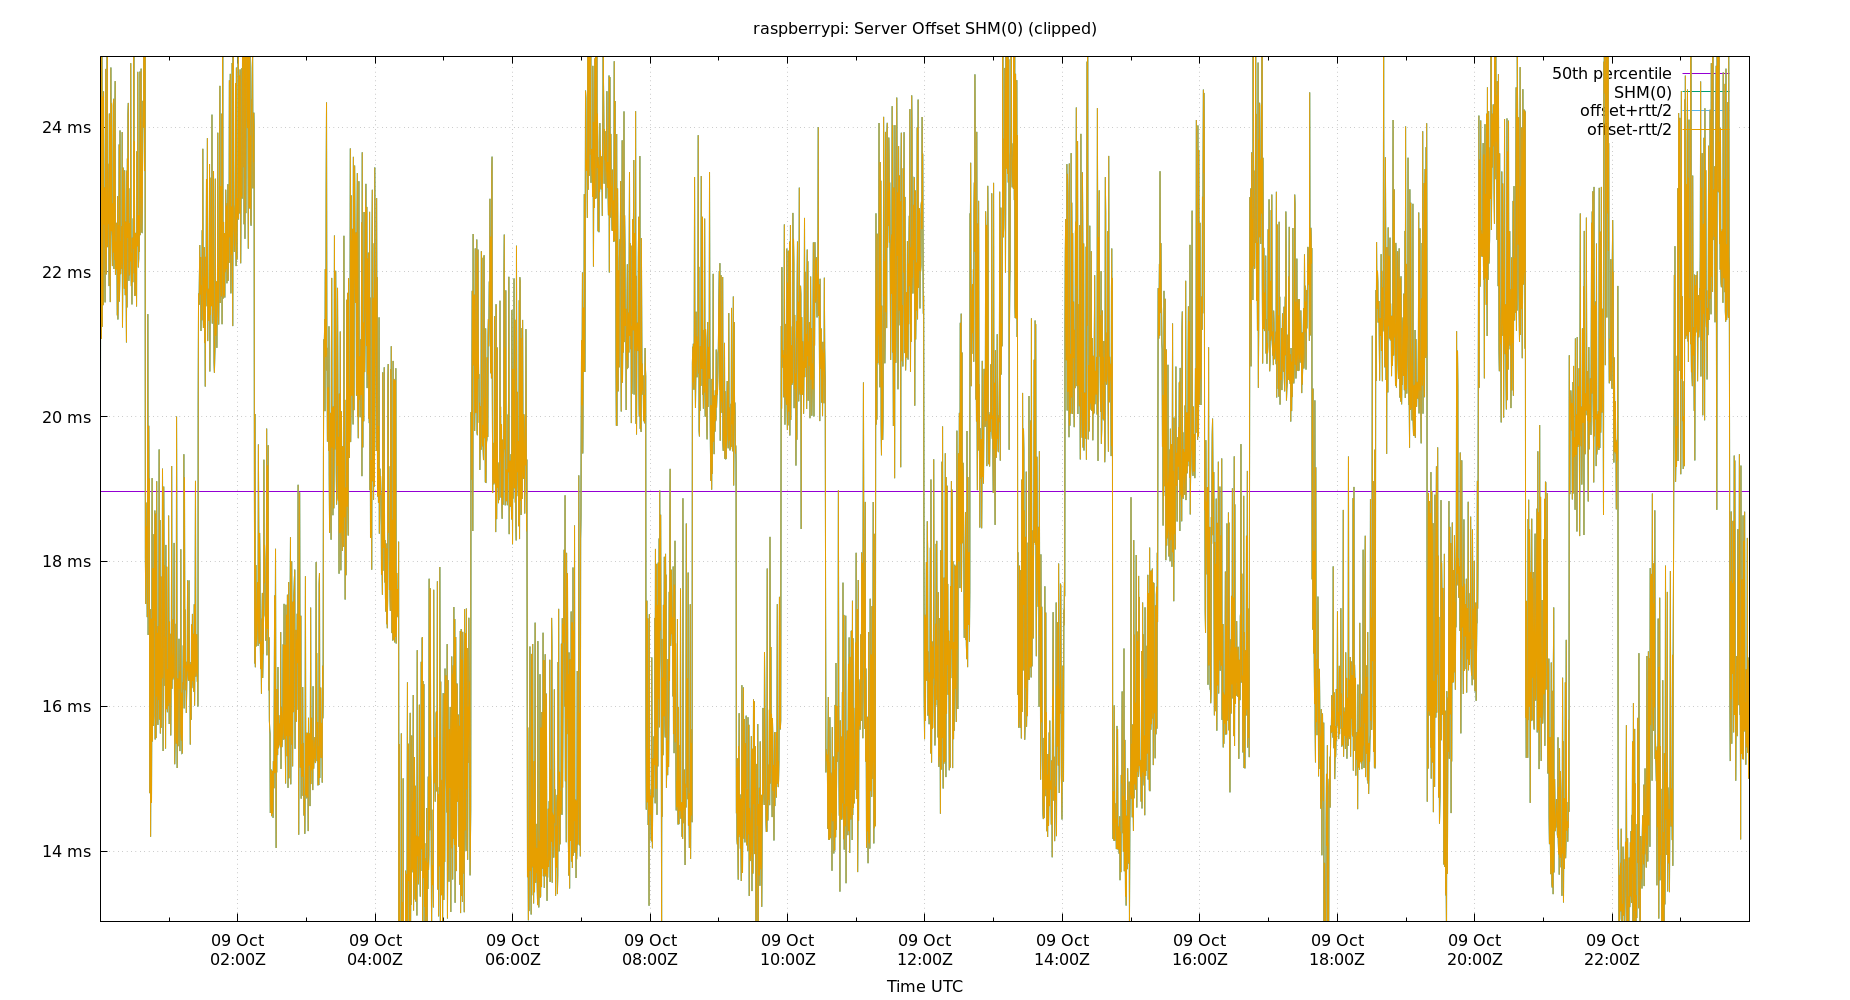 raspberrypi: Server Offset SHM(0) (clipped)
50th percentile
SHM(0)
offset+rtt/2
offset-rtt/2
24 ms
22 ms
20 ms
18 ms
16 ms
14 ms
09 Oct 09 Oct 09 Oct 09 Oct 09 Oct 09 Oct 09 Oct 09 Oct 09 Oct 09 Oct 09 Oct
02:00Z 04:00Z 06:00Z 08:00Z 10:00Z 12:00Z 14:00Z 16:00Z 18:00Z 20:00Z 22:00Z
Time UTC